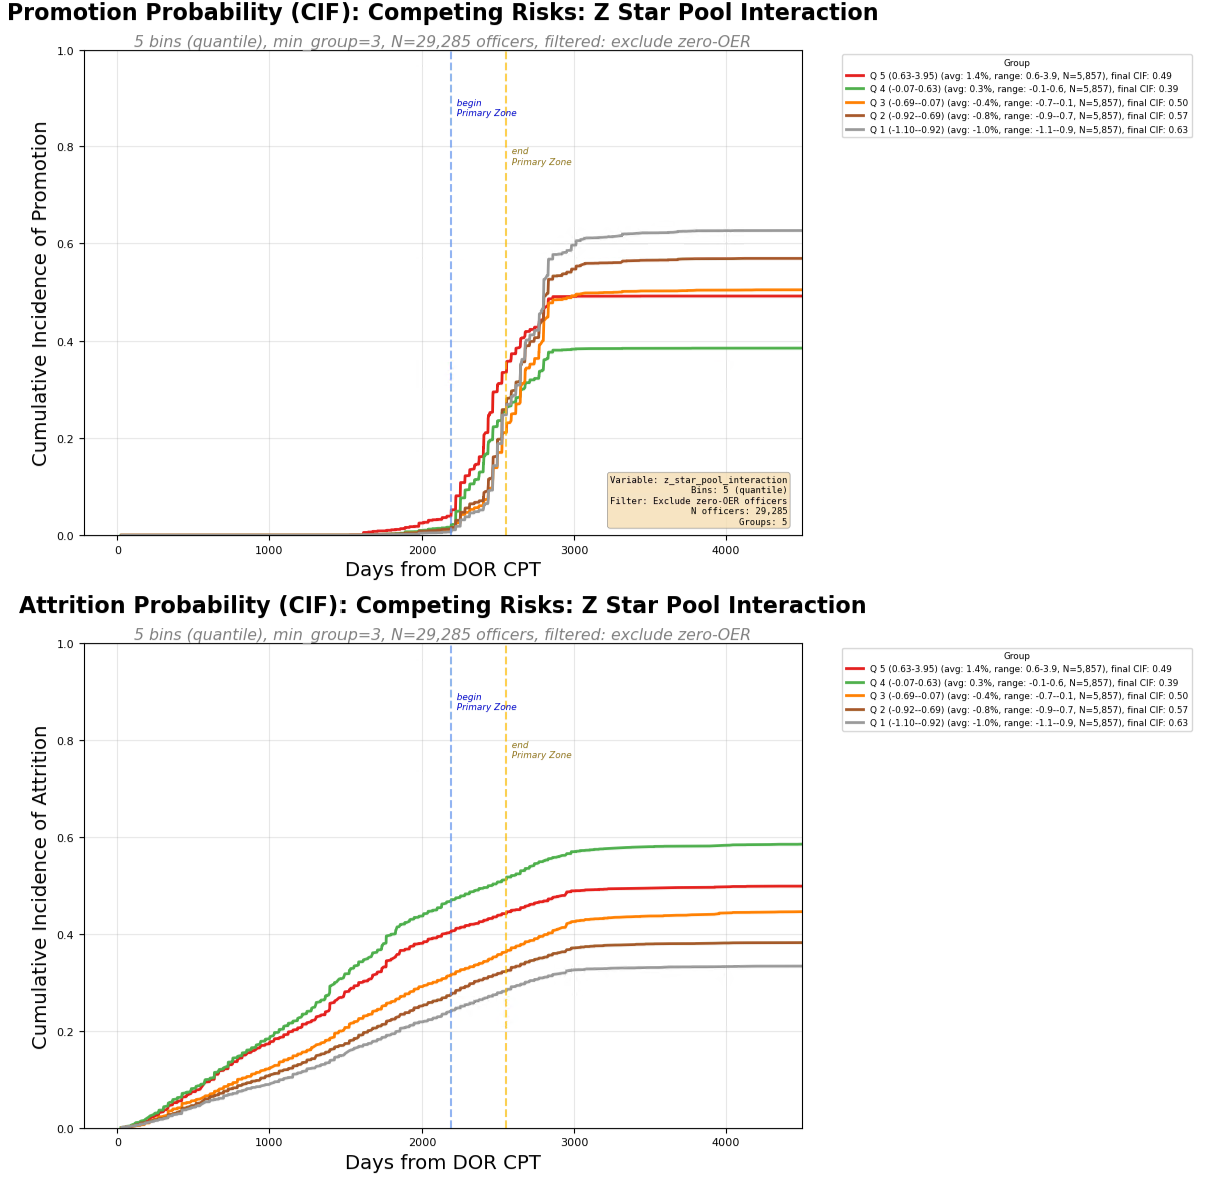 Promotion Probability (CIF): Competing Risks: Z Star Pool Interaction
5 bins (quantile), min_group=3, N=29,285 officers, filtered: exclude zero-OER
Cumulative Incidence of Promotion
1.0
0.8
0.6
0.4
0.2
0.0
begin
Primary Zone
end
Primary Zone
Variable: z_star_pool_interaction
Bins: 5 (quantile)
Filter: Exclude zero-OER officers
N officers: 29,285
Groups: 5
0 1000 2000 3000 4000
Days from DOR CPT
Group
Q 5 (0.63-3.95) (avg: 1.4%, range: 0.6-3.9, N=5,857), final CIF: 0.49
Q 4 (-0.07-0.63) (avg: 0.3%, range: -0.1-0.6, N=5,857), final CIF: 0.39
Q 3 (-0.69--0.07) (avg: -0.4%, range: -0.7--0.1, N=5,857), final CIF: 0.50
Q 2 (-0.92--0.69) (avg: -0.8%, range: -0.9--0.7, N=5,857), final CIF: 0.57
Q 1 (-1.10--0.92) (avg: -1.0%, range: -1.1--0.9, N=5,857), final CIF: 0.63
Attrition Probability (CIF): Competing Risks: Z Star Pool Interaction
5 bins (quantile), min_group=3, N=29,285 officers, filtered: exclude zero-OER
Cumulative Incidence of Attrition
1.0
0.8
0.6
0.4
0.2
0.0
begin
Primary Zone
end
Primary Zone
0 1000 2000 3000 4000
Days from DOR CPT
Group
Q 5 (0.63-3.95) (avg: 1.4%, range: 0.6-3.9, N=5,857), final CIF: 0.49
Q 4 (-0.07-0.63) (avg: 0.3%, range: -0.1-0.6, N=5,857), final CIF: 0.39
Q 3 (-0.69--0.07) (avg: -0.4%, range: -0.7--0.1, N=5,857), final CIF: 0.50
Q 2 (-0.92--0.69) (avg: -0.8%, range: -0.9--0.7, N=5,857), final CIF: 0.57
Q 1 (-1.10--0.92) (avg: -1.0%, range: -1.1--0.9, N=5,857), final CIF: 0.63